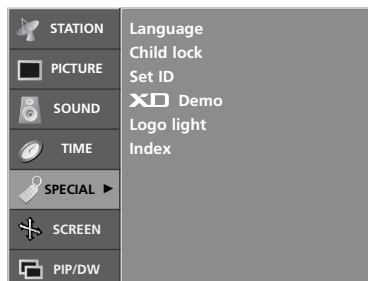 STATION
PICTURE
SOUND
TIME
SPECIAL ►
SCREEN
PIP/DW
Language
Child lock
Set ID
XD Demo
Logo light
Index